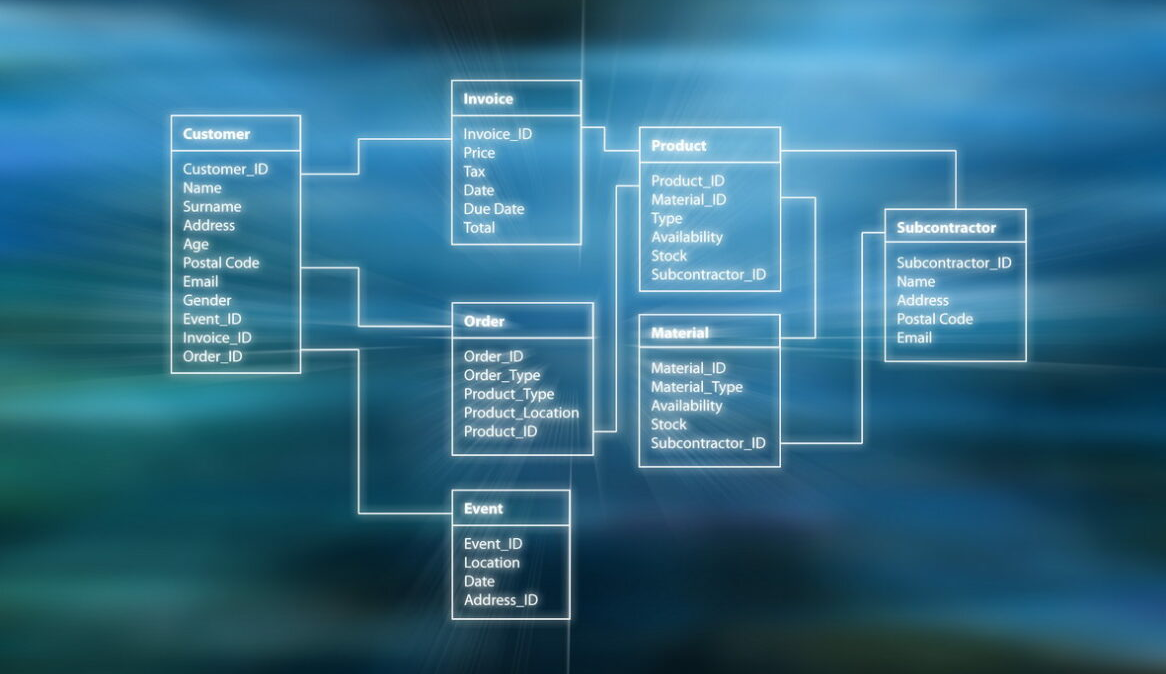 Customer
Customer_ID
Name
Surname
Address
Age
Postal Code
Email
Gender
Event_ID
Invoice_ID
Order_ID
Invoice
Invoice_ID
Price
Tax
Date
Due Date
Total
Order
Order_ID
Order_Type
Product_Type
Product_Location
Product_ID
Event
Event_ID
Location
Date
Address_ID
Product
Product_ID
Material_ID
Type
Availability
Stock
Subcontractor_ID
Material
Material_ID
Material_Type
Availability
Stock
Subcontractor_ID
Subcontractor
Subcontractor_ID
Name
Address
Postal Code
Email